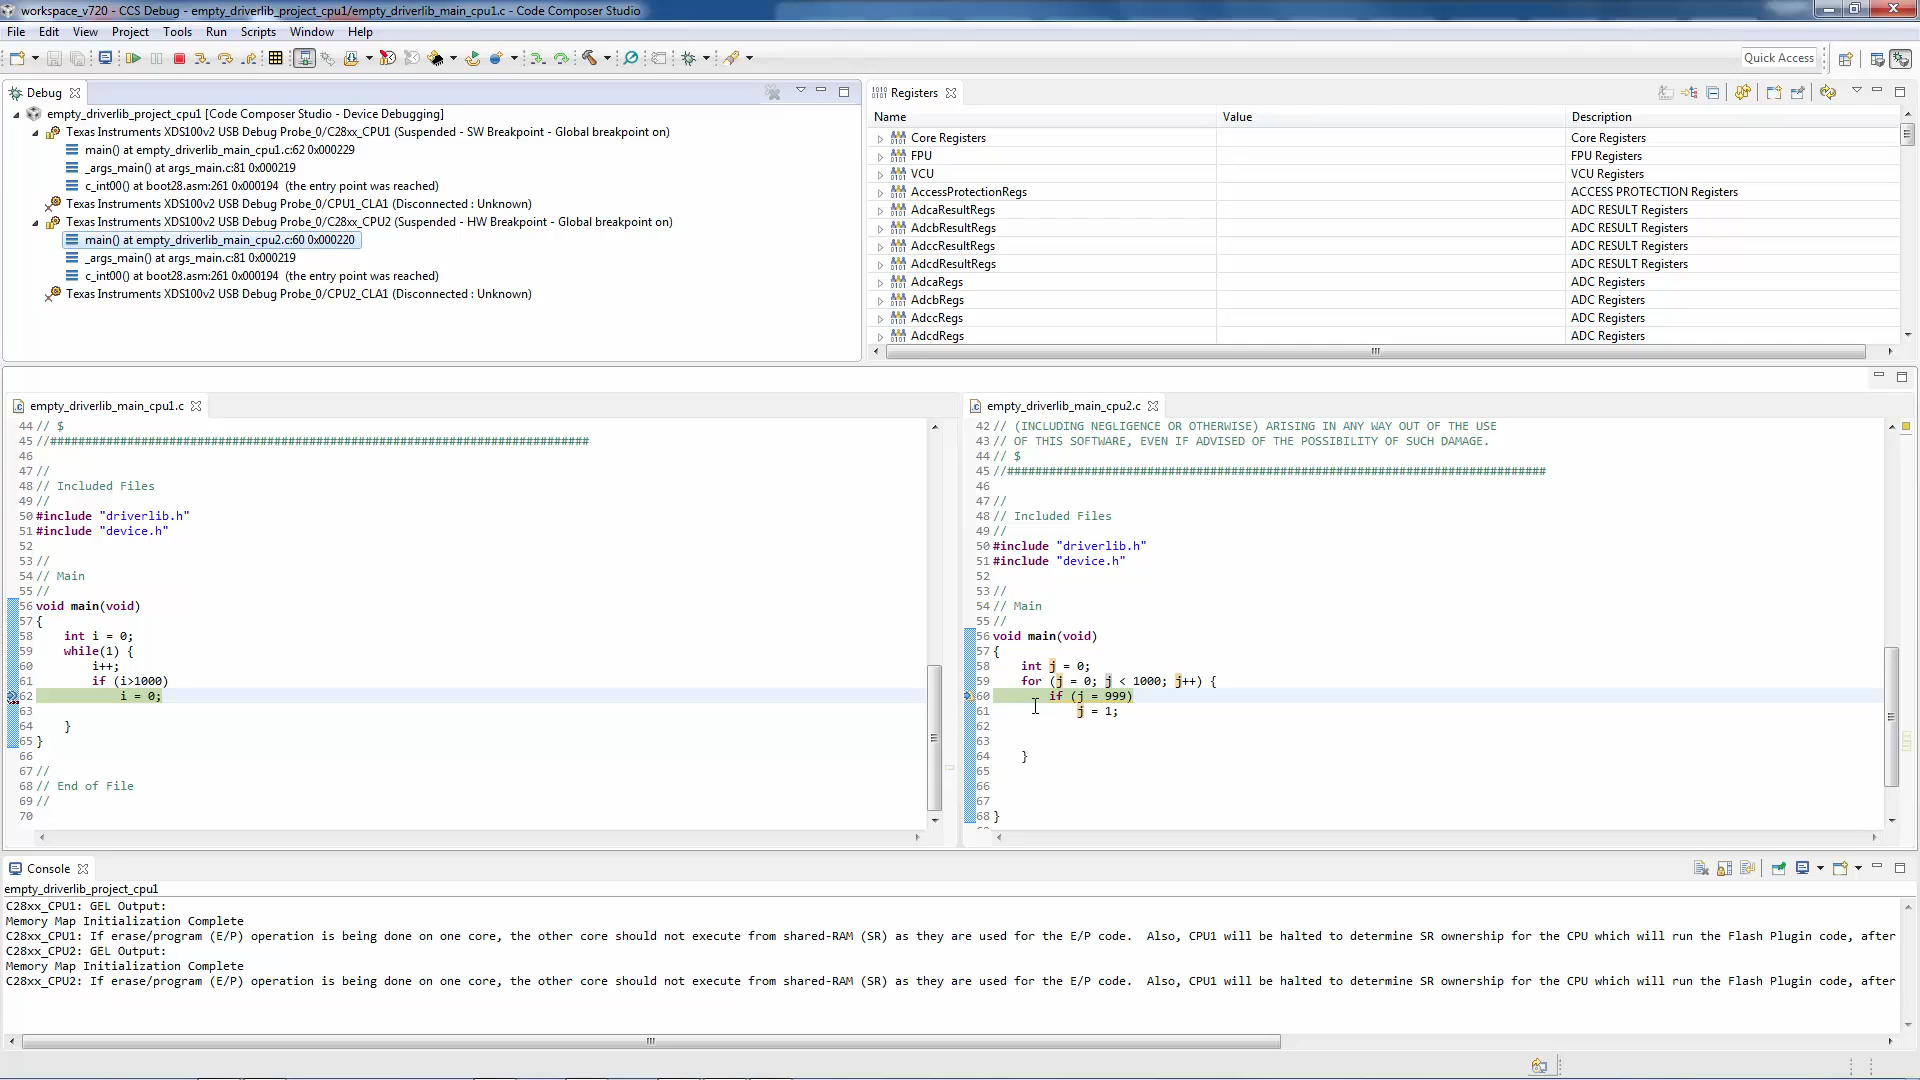 workspace_v720 - CCS Debug - empty_driverlib_project_cpu1/empty_driverlib_main_cpu1.c - Code Composer Studio
File Edit View Project Tools Run Scripts Window Help
Quick Access
Debug
empty_driverlib_project_cpu1 [Code Composer Studio - Device Debugging]
Texas Instruments XDS100v2 USB Debug Probe_0/C28xx_CPU1 (Suspended - SW Breakpoint - Global breakpoint on)
main() at empty_driverlib_main_cpu1.c:62 0x000229
_args_main() at args_main.c:81 0x000219
c_int00() at boot28.asm:261 0x000194 (the entry point was reached)
Texas Instruments XDS100v2 USB Debug Probe_0/CPU1_CLA1 (Disconnected : Unknown)
Texas Instruments XDS100v2 USB Debug Probe_0/C28xx_CPU2 (Suspended - HW Breakpoint - Global breakpoint on)
main() at empty_driverlib_main_cpu2.c:60 0x000220
_args_main() at args_main.c:81 0x000219
c_int00() at boot28.asm:261 0x000194 (the entry point was reached)
Texas Instruments XDS100v2 USB Debug Probe_0/CPU2_CLA1 (Disconnected : Unknown)
Registers
Name Value Description
Core Registers Core Registers
FPU FPU Registers
VCU VCU Registers
AccessProtectionRegs ACCESS PROTECTION Registers
AdcaResultRegs ADC RESULT Registers
AdcbResultRegs ADC RESULT Registers
AdccResultRegs ADC RESULT Registers
AdcdResultRegs ADC RESULT Registers
AdcaRegs ADC Registers
AdcbRegs ADC Registers
AdccRegs ADC Registers
AdcdRegs ADC Registers
empty_driverlib_main_cpu1.c
44 // $
45 //#############################################################################
46
47 //
48 // Included Files
49 //
50 #include "driverlib.h"
51 #include "device.h"
52
53 //
54 // Main
55 //
56 void main(void)
57 {
58 int i = 0;
59 while(1) {
60 i++;
61 if (i>1000)
62 i = 0;
63
64 }
65 }
66
67 //
68 // End of File
69 //
70
empty_driverlib_main_cpu2.c
42 // (INCLUDING NEGLIGENCE OR OTHERWISE) ARISING IN ANY WAY OUT OF THE USE
43 // OF THIS SOFTWARE, EVEN IF ADVISED OF THE POSSIBILITY OF SUCH DAMAGE.
44 // $
45 //#############################################################################
46
47 //
48 // Included Files
49 //
50 #include "driverlib.h"
51 #include "device.h"
52
53 //
54 // Main
55 //
56 void main(void)
57 {
58 int j = 0;
59 for (j = 0; j < 1000; j++) {
60 if (j = 999)
61 j = 1;
62
63
64 }
65
66
67
68 }
Console
empty_driverlib_project_cpu1
C28xx_CPU1: GEL Output:
Memory Map Initialization Complete
C28xx_CPU1: If erase/program (E/P) operation is being done on one core, the other core should not execute from shared-RAM (SR) as they are used for the E/P code. Also, CPU1 will be halted to determine SR ownership for the CPU which will run the Flash Plugin code, after
C28xx_CPU2: GEL Output:
Memory Map Initialization Complete
C28xx_CPU2: If erase/program (E/P) operation is being done on one core, the other core should not execute from shared-RAM (SR) as they are used for the E/P code. Also, CPU1 will be halted to determine SR ownership for the CPU which will run the Flash Plugin code, after